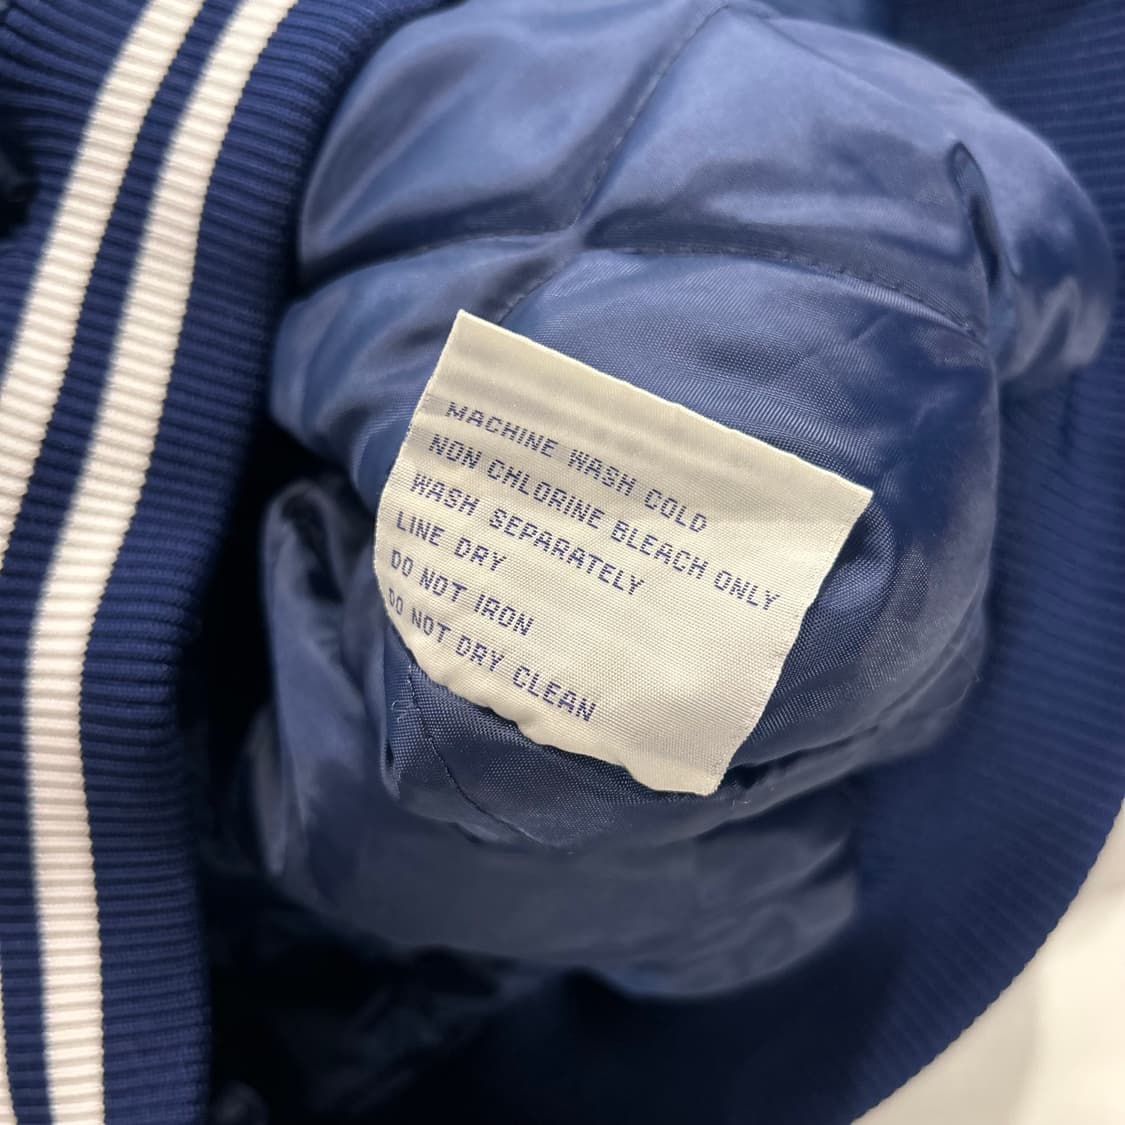 MACHINE WASH COLD
NON CHLORINE BLEACH ONLY
WASH SEPARATELY
LINE DRY
DO NOT IRON
DO NOT DRY CLEAN